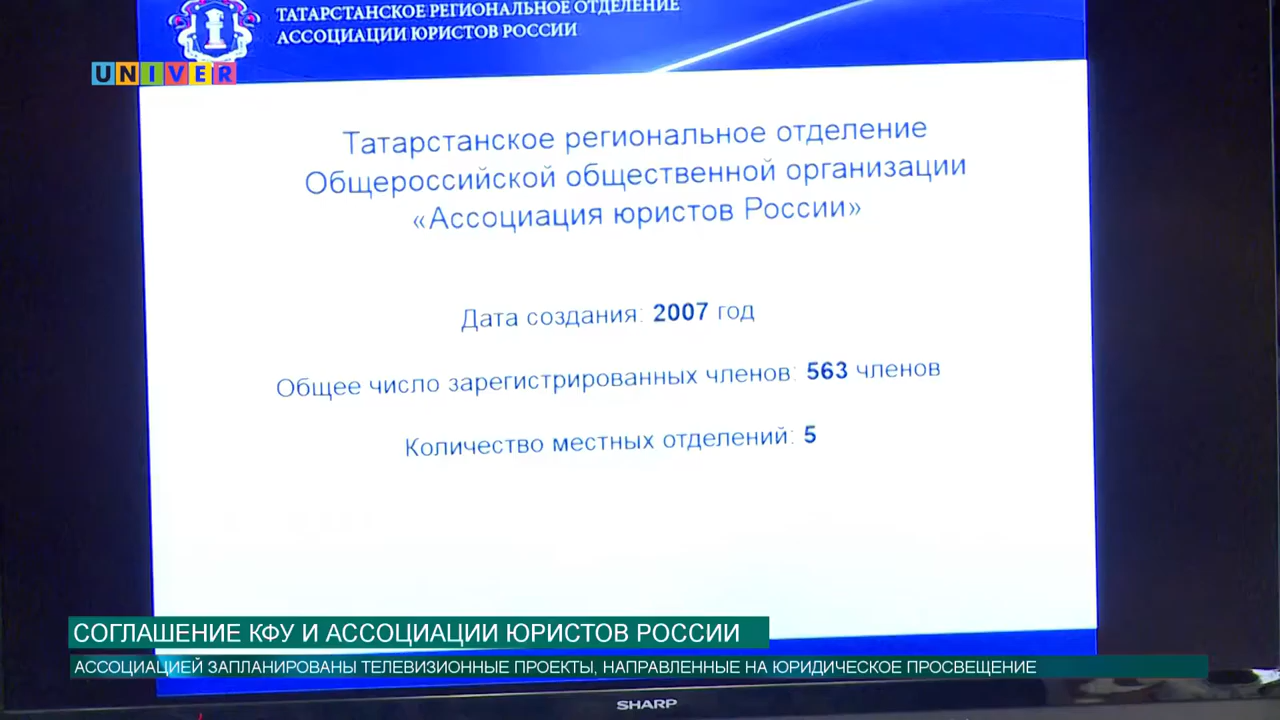 ТАТАРСТАНСКОЕ РЕГИОНАЛЬНОЕ ОТДЕЛЕНИЕ
АССОЦИАЦИИ ЮРИСТОВ РОССИИ
UNIVER
Татарстанское региональное отделение
Общероссийской общественной организации
«Ассоциация юристов России»
Дата создания: 2007 год
Общее число зарегистрированных членов: 563 членов
Количество местных отделений: 5
СОГЛАШЕНИЕ КФУ И АССОЦИАЦИИ ЮРИСТОВ РОССИИ
АССОЦИАЦИЕЙ ЗАПЛАНИРОВАНЫ ТЕЛЕВИЗИОННЫЕ ПРОЕКТЫ, НАПРАВЛЕННЫЕ НА ЮРИДИЧЕСКОЕ ПРОСВЕЩЕНИЕ
SHARP